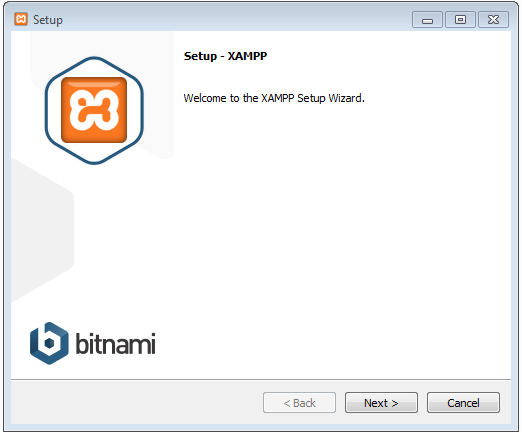 Setup
Setup - XAMPP
Welcome to the XAMPP Setup Wizard.
bitnami
< Back
Next >
Cancel